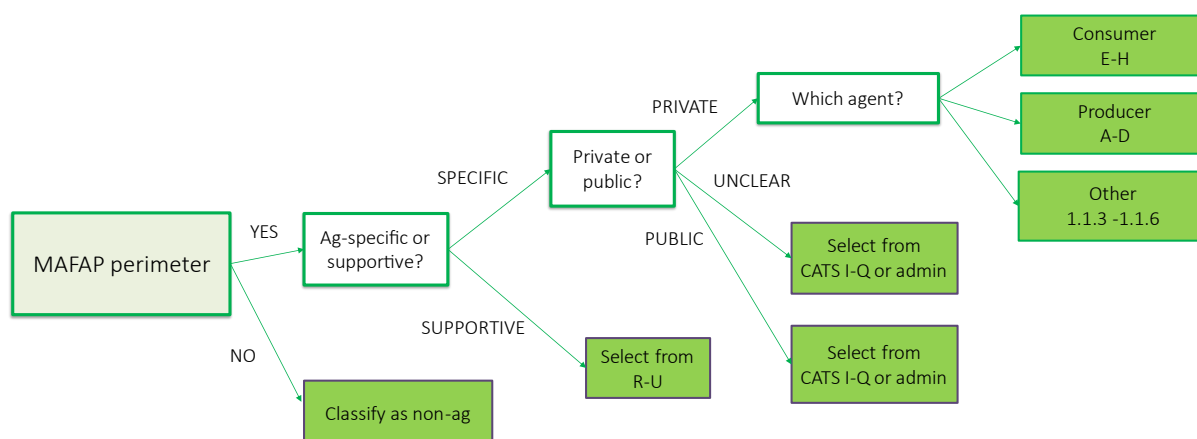 Consumer
E-H
Which agent?
PRIVATE
Producer
A-D
Private or
public?
SPECIFIC
UNCLEAR
Other
1.1.3 -1.1.6
YES
Ag-specific or
supportive?
PUBLIC
MAFAP perimeter
Select from
CATS I-Q or admin
SUPPORTIVE
NO
Select from
R-U
Select from
CATS I-Q or admin
Classify as non-ag